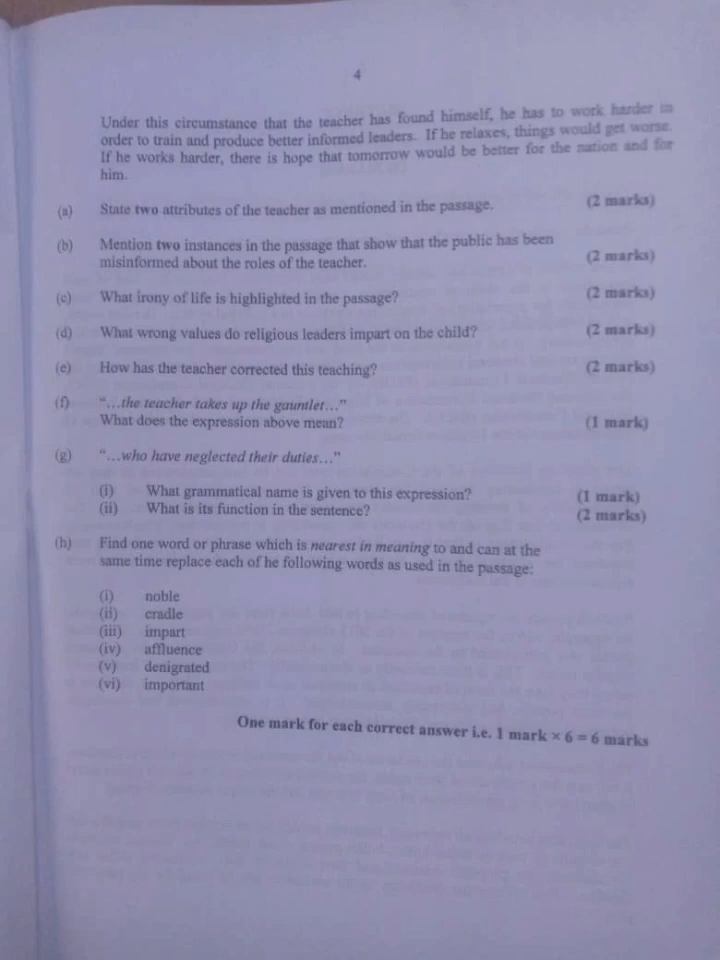 4
Under this circumstance that the teacher has found himself, he has to work harder in
order to train and produce better informed leaders. If he relaxes, things would get worse.
If he works harder, there is hope that tomorrow would be better for the nation and for
him.
(a) State two attributes of the teacher as mentioned in the passage. (2 marks)
(b) Mention two instances in the passage that show that the public has been
misinformed about the roles of the teacher. (2 marks)
(c) What irony of life is highlighted in the passage? (2 marks)
(d) What wrong values do religious leaders impart on the child? (2 marks)
(e) How has the teacher corrected this teaching? (2 marks)
(f) “…the teacher takes up the gauntlet…”
What does the expression above mean? (1 mark)
(g) “…who have neglected their duties…”
(i) What grammatical name is given to this expression? (1 mark)
(ii) What is its function in the sentence? (2 marks)
(h) Find one word or phrase which is nearest in meaning to and can at the
same time replace each of he following words as used in the passage:
(i) noble
(ii) cradle
(iii) impart
(iv) affluence
(v) denigrated
(vi) important
One mark for each correct answer i.e. 1 mark × 6 = 6 marks